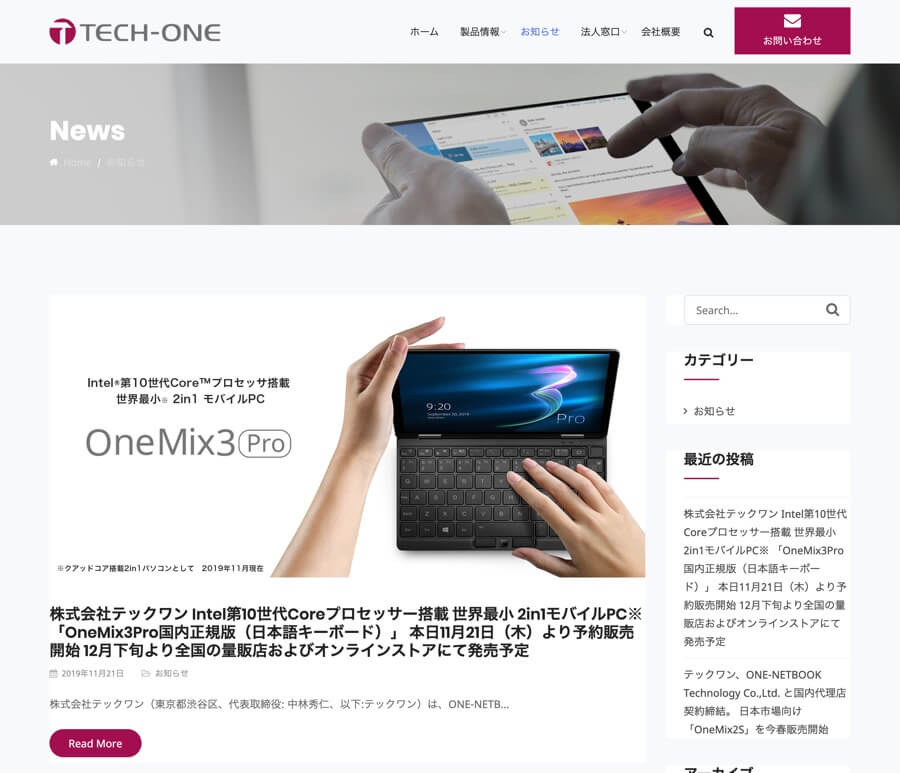 TECH-ONE
ホーム
製品情報
お知らせ
法人窓口
会社概要
お問い合わせ
News
Home / お知らせ
Intel®第10世代Core™プロセッサ搭載
世界最小※ 2in1 モバイルPC
OneMix3 Pro
9:20
Pro
※クアッドコア搭載2in1パソコンとして　2019年11月現在
株式会社テックワン Intel第10世代Coreプロセッサー搭載 世界最小 2in1モバイルPC※
「OneMix3Pro国内正規版（日本語キーボード）」 本日11月21日（木）より予約販売
開始 12月下旬より全国の量販店およびオンラインストアにて発売予定
2019年11月21日
お知らせ
株式会社テックワン（東京都渋谷区、代表取締役: 中林秀仁、以下:テックワン）は、ONE-NETB...
Read More
Search...
カテゴリー
お知らせ
最近の投稿
株式会社テックワン Intel第10世代
Coreプロセッサー搭載 世界最小
2in1モバイルPC※ 「OneMix3Pro
国内正規版（日本語キーボー
ド）」 本日11月21日（木）より予
約販売開始 12月下旬より全国の量
販店およびオンラインストアにて
発売予定
テックワン、ONE-NETBOOK
Technology Co.,Ltd. と国内代理店
契約締結。 日本市場向け
「OneMix2S」を今春販売開始
アーカイブ